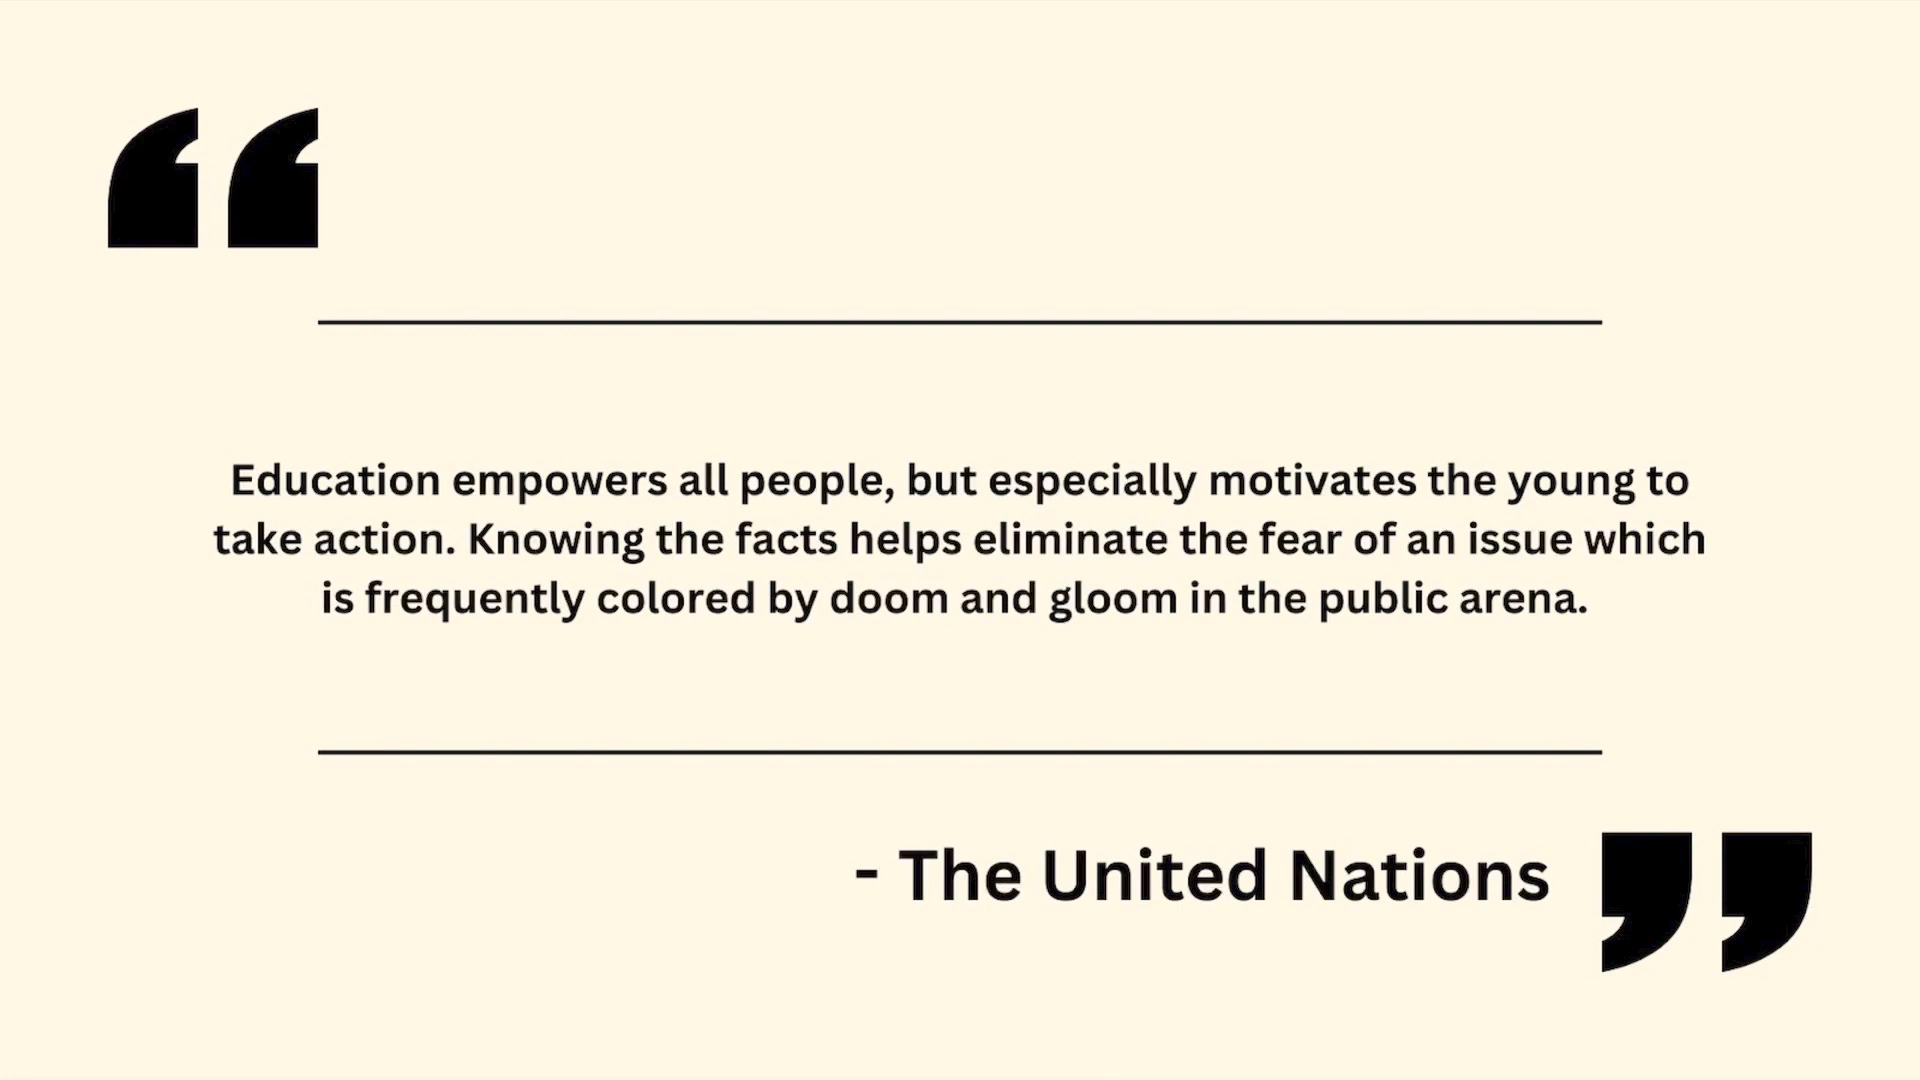 “
Education empowers all people, but especially motivates the young to
take action. Knowing the facts helps eliminate the fear of an issue which
is frequently colored by doom and gloom in the public arena.
- The United Nations ”